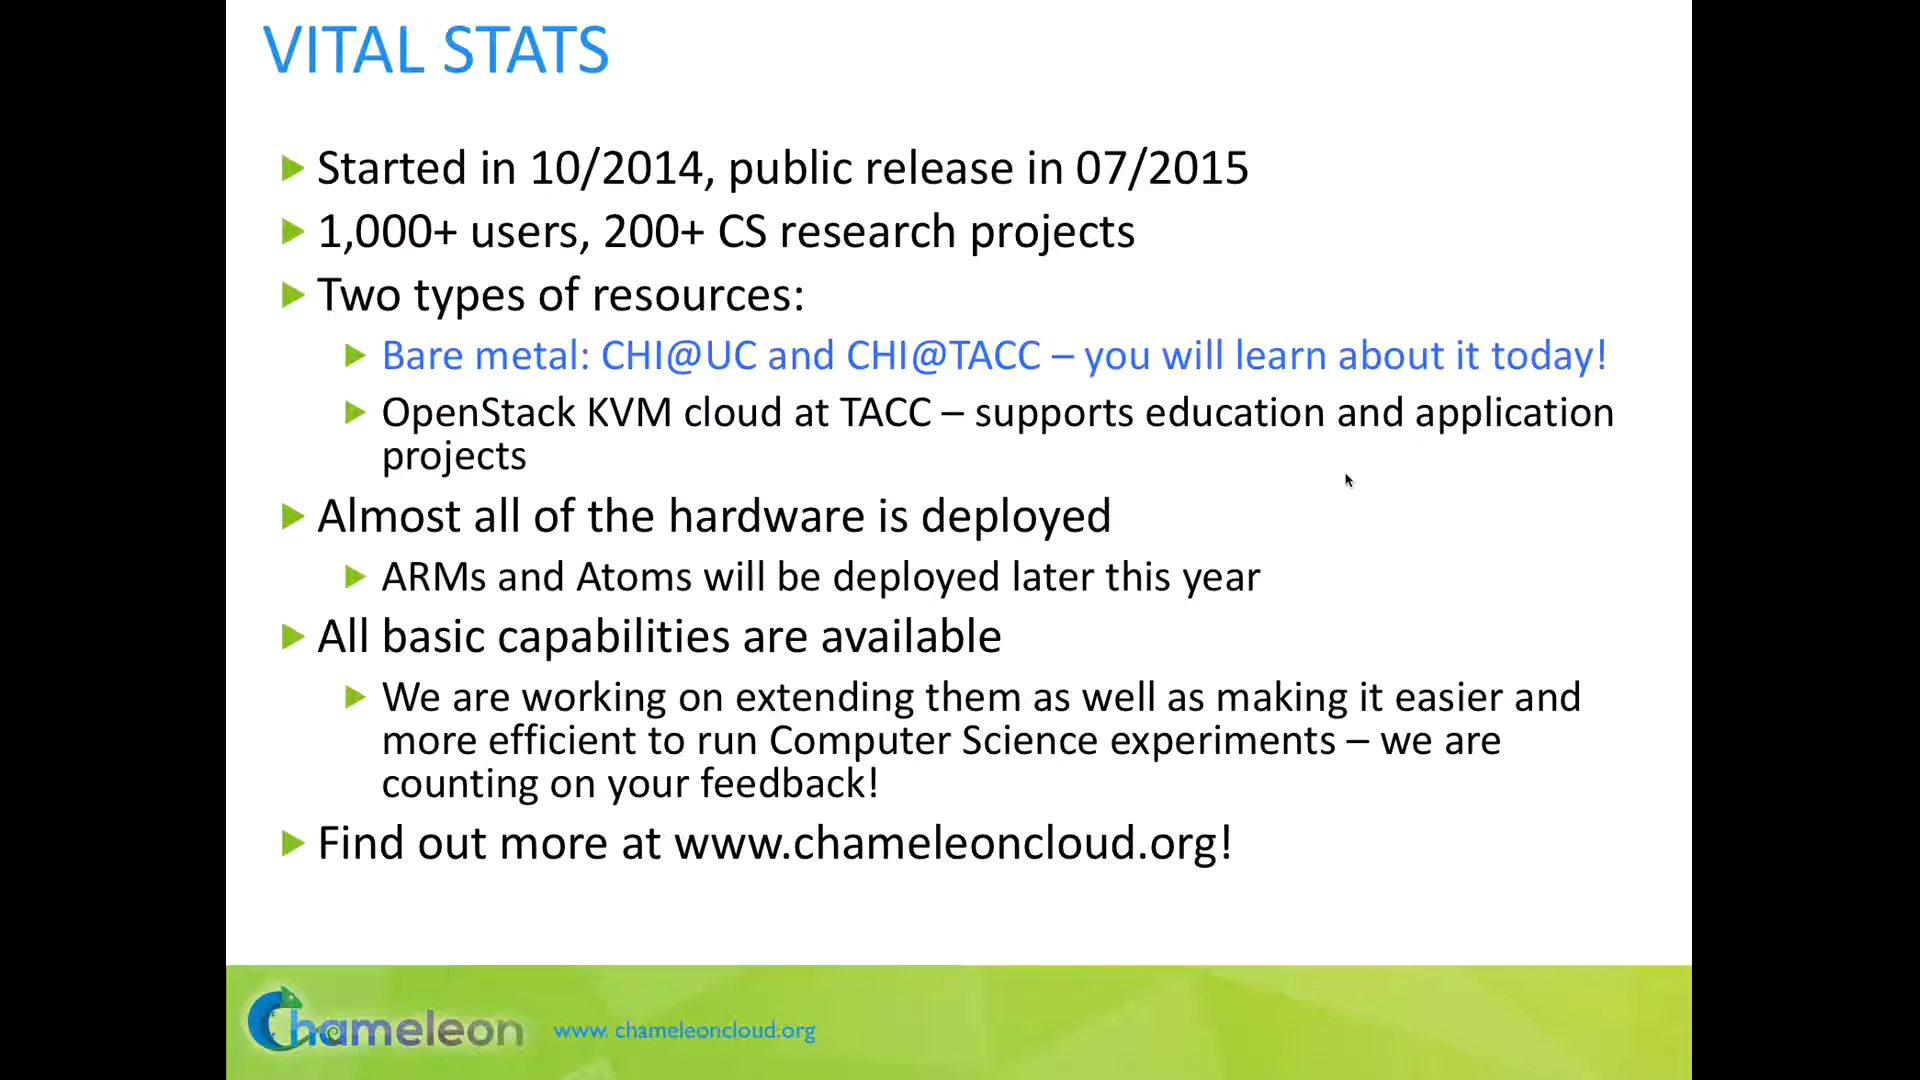 VITAL STATS
Started in 10/2014, public release in 07/2015
1,000+ users, 200+ CS research projects
Two types of resources:
Bare metal: CHI@UC and CHI@TACC – you will learn about it today!
OpenStack KVM cloud at TACC – supports education and application
projects
Almost all of the hardware is deployed
ARMs and Atoms will be deployed later this year
All basic capabilities are available
We are working on extending them as well as making it easier and
more efficient to run Computer Science experiments – we are
counting on your feedback!
Find out more at www.chameleoncloud.org!
Chameleon www. chameleoncloud.org